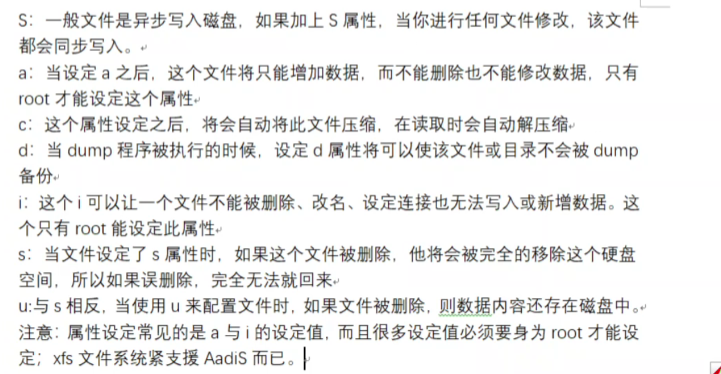 S：一般文件是异步写入磁盘，如果加上 S 属性，当你进行任何文件修改，该文件
都会同步写入。
a：当设定 a 之后，这个文件将只能增加数据，而不能删除也不能修改数据，只有
root 才能设定这个属性
c：这个属性设定之后，将会自动将此文件压缩，在读取时会自动解压缩
d：当 dump 程序被执行的时候，设定 d 属性将可以使该文件或目录不会被 dump
备份
i：这个 i 可以让一个文件不能被删除、改名、设定连接也无法写入或新增数据。这
个只有 root 能设定此属性
s：当文件设定了 s 属性时，如果这个文件被删除，他将会被完全的移除这个硬盘
空间，所以如果误删除，完全无法就回来
u:与 s 相反，当使用 u 来配置文件时，如果文件被删除，则数据内容还存在磁盘中。
注意：属性设定常见的是 a 与 i 的设定值，而且很多设定值必须要身为 root 才能设
定；xfs 文件系统紧支援 AadiS 而已。